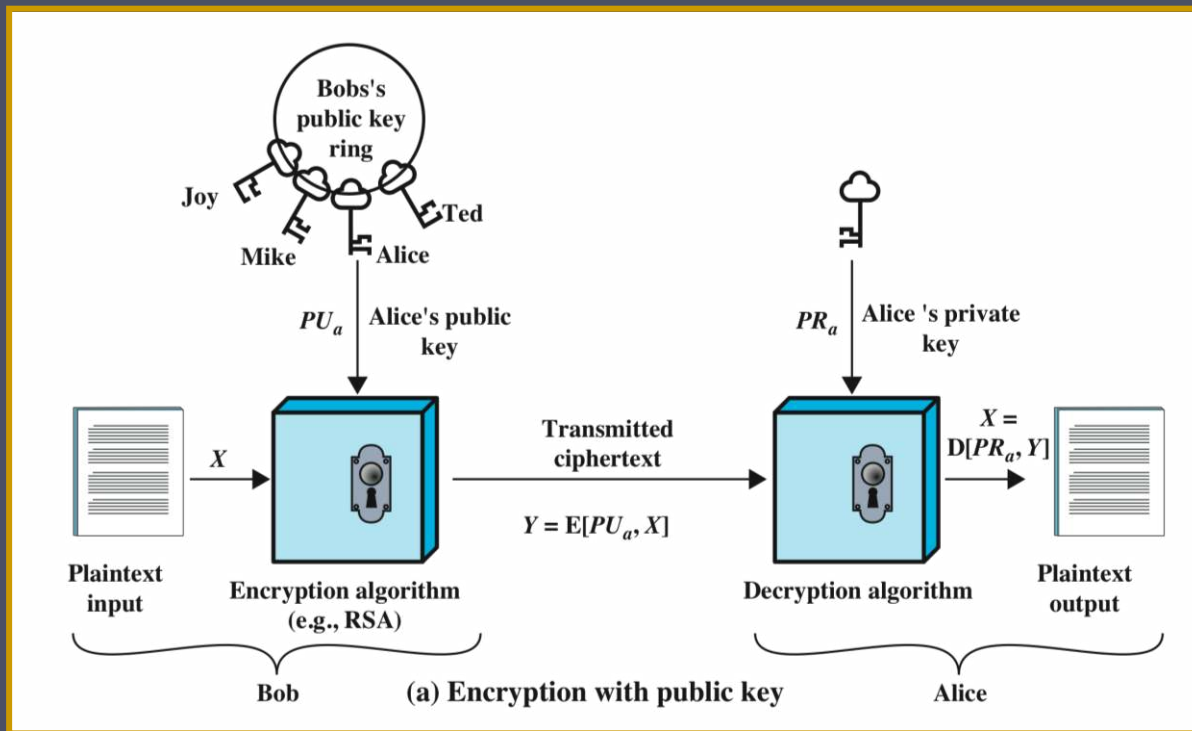 Bobs's
public key
ring
Joy
Ted
Mike
Alice
PUa
Alice's public
key
PRa
Alice 's private
key
X
Transmitted
ciphertext
Y = E[PUa, X]
X =
D[PRa, Y]
Plaintext
input
Encryption algorithm
(e.g., RSA)
Decryption algorithm
Plaintext
output
Bob
(a) Encryption with public key
Alice